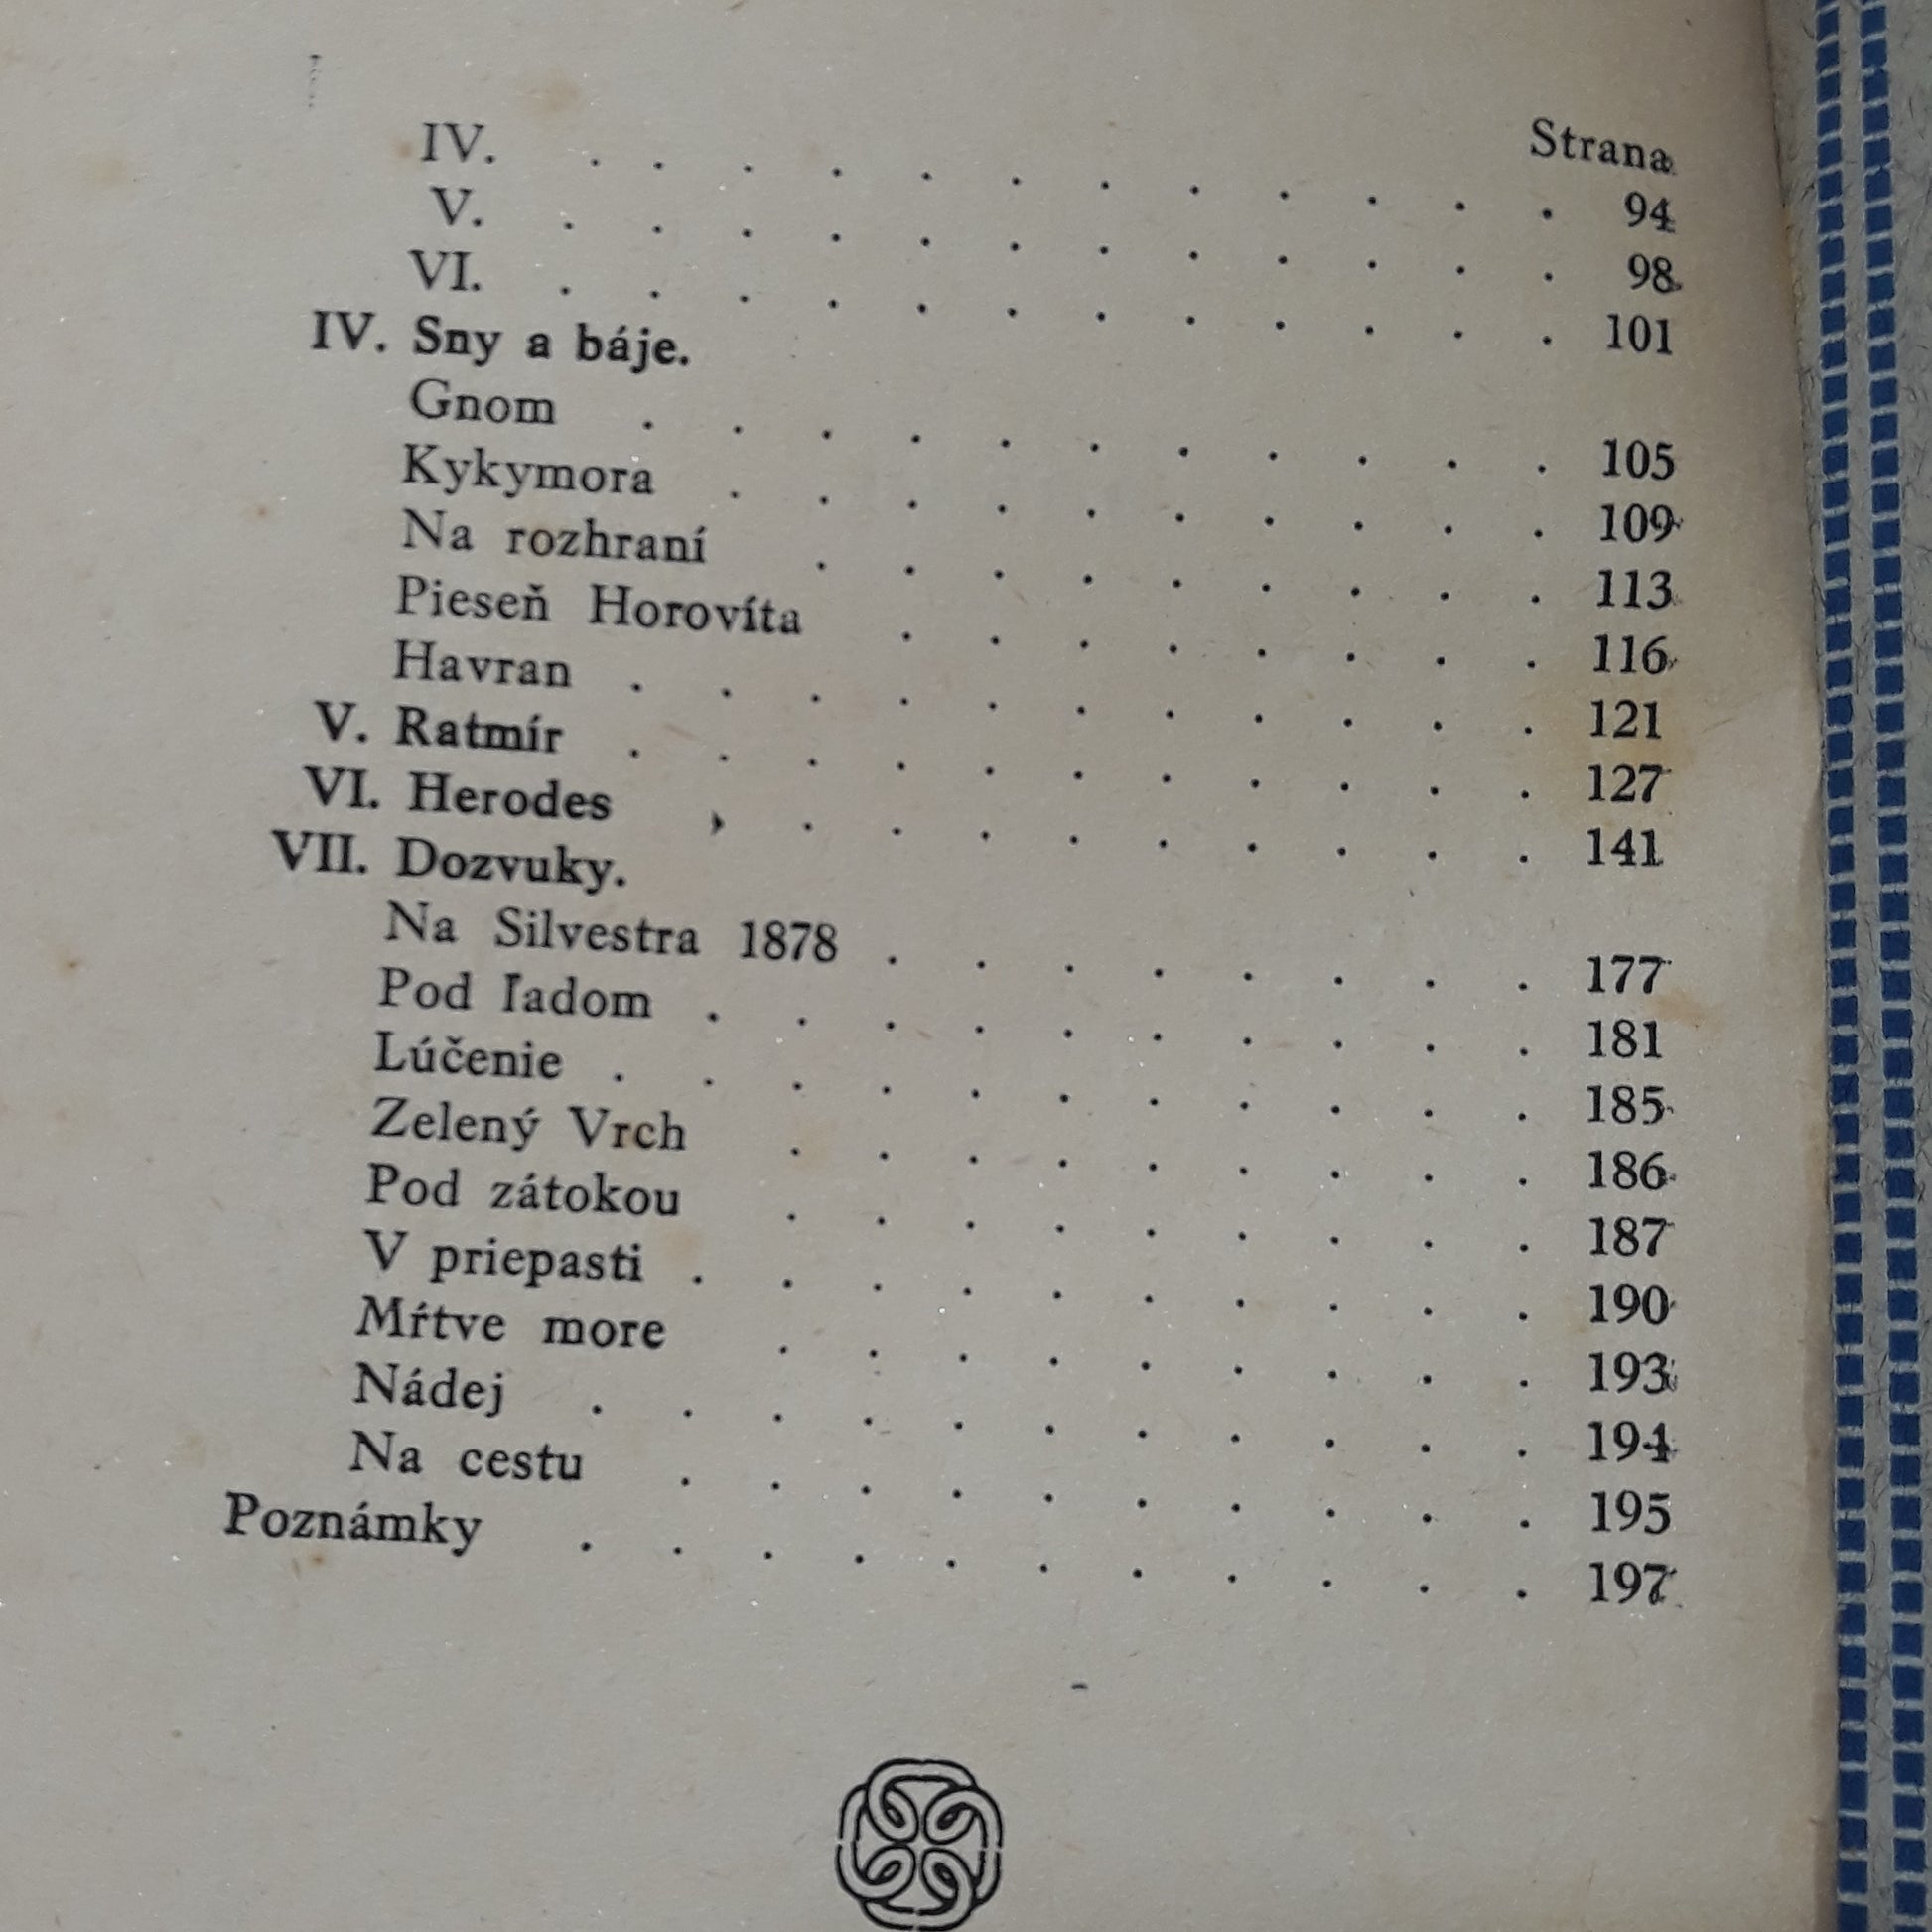 Strana
IV. . . . . . . . . . . . . 94
V. . . . . . . . . . . . . 98
VI. . . . . . . . . . . . . 101
IV. Sny a báje.
Gnom . . . . . . . . . . . 105
Kykymora . . . . . . . . . . 109
Na rozhraní . . . . . . . . . 113
Pieseň Horovíta . . . . . . . . 116
Havran . . . . . . . . . . . 121
V. Ratmír . . . . . . . . . . . 127
VI. Herodes . . . . . . . . . . 141
VII. Dozvuky.
Na Silvestra 1878 . . . . . . . . 177
Pod ľadom . . . . . . . . . . 181
Lúčenie . . . . . . . . . . . 185
Zelený Vrch . . . . . . . . . 186
Pod zátokou . . . . . . . . . 187
V priepasti . . . . . . . . . . 190
Mŕtve more . . . . . . . . . 193
Nádej . . . . . . . . . . . 194
Na cestu . . . . . . . . . . 195
Poznámky . . . . . . . . . . . 197